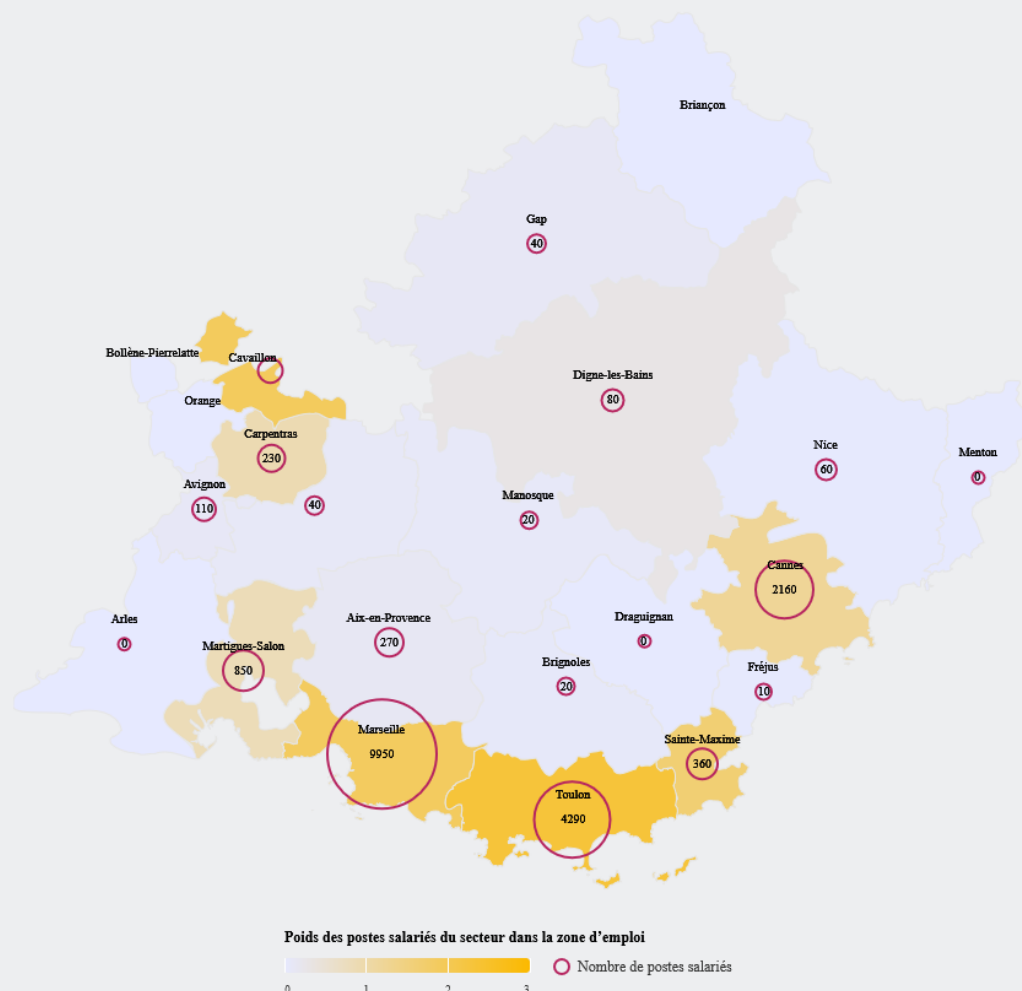 Briançon
Gap
40
Bollène-Pierrelatte
Cavaillon
Digne-les-Bains
80
Orange
Carpentras
230
Nice
60
Menton
0
Avignon
110
40
Manosque
20
Cannes
2160
Arles
0
Aix-en-Provence
270
Draguignan
0
Martigues-Salon
850
Brignoles
20
Fréjus
10
Marseille
9950
Sainte-Maxime
360
Toulon
4290
Poids des postes salariés du secteur dans la zone d’emploi
Nombre de postes salariés
0 1 2 3